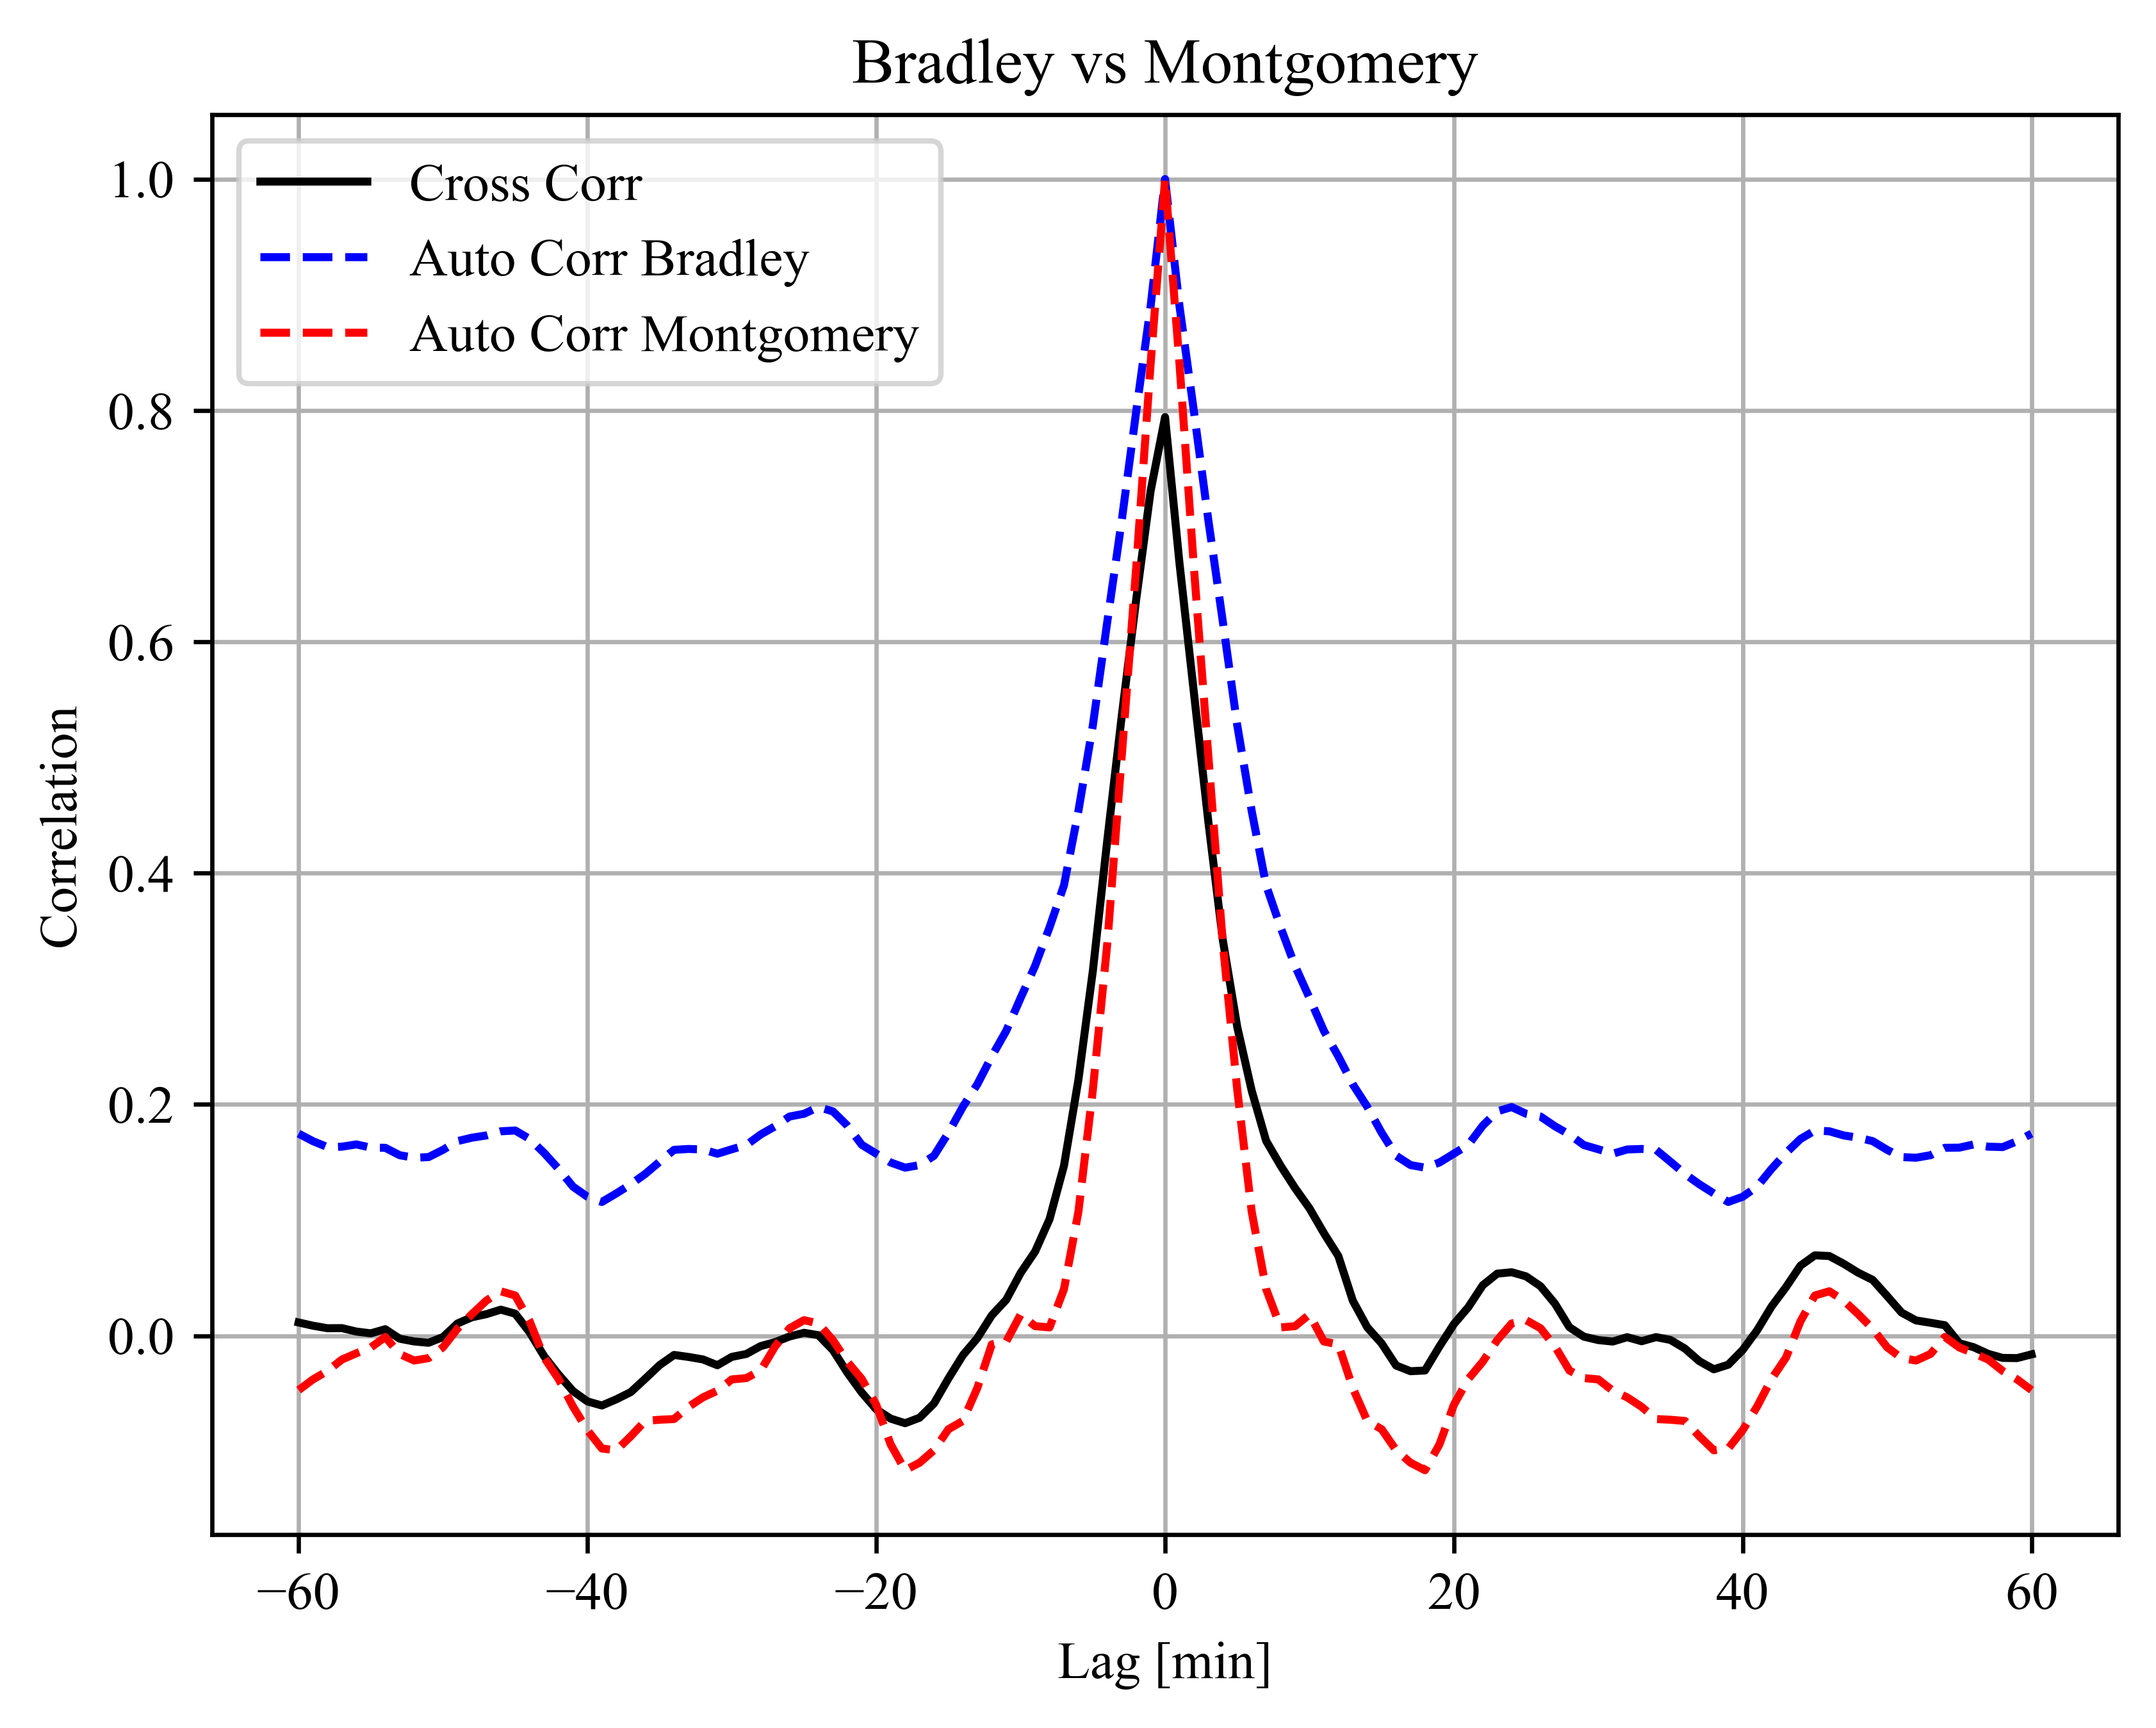 Bradley vs Montgomery
Cross Corr
Auto Corr Bradley
Auto Corr Montgomery
1.0
0.8
0.6
0.4
0.2
0.0
Correlation
−60 −40 −20 0 20 40 60
Lag [min]